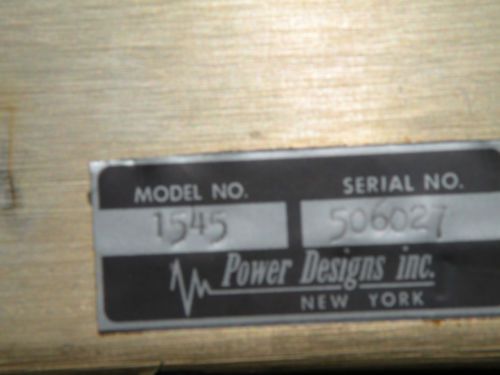 MODEL NO. SERIAL NO.
1545 506027
Power Designs inc.
NEW YORK